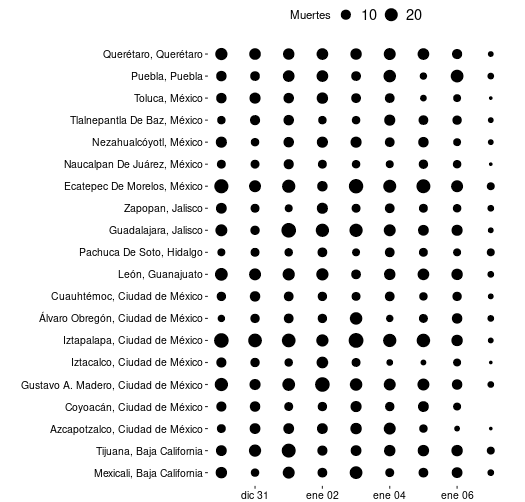 Muertes 10 20
Querétaro, Querétaro
Puebla, Puebla
Toluca, México
Tlalnepantla De Baz, México
Nezahualcóyotl, México
Naucalpan De Juárez, México
Ecatepec De Morelos, México
Zapopan, Jalisco
Guadalajara, Jalisco
Pachuca De Soto, Hidalgo
León, Guanajuato
Cuauhtémoc, Ciudad de México
Álvaro Obregón, Ciudad de México
Iztapalapa, Ciudad de México
Iztacalco, Ciudad de México
Gustavo A. Madero, Ciudad de México
Coyoacán, Ciudad de México
Azcapotzalco, Ciudad de México
Tijuana, Baja California
Mexicali, Baja California
dic 31 ene 02 ene 04 ene 06